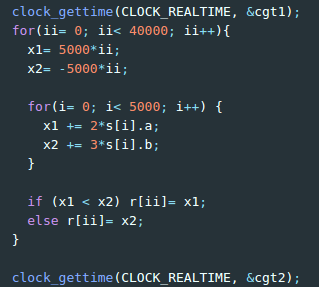 clock_gettime(CLOCK_REALTIME, &cgt1);
for(ii= 0; ii< 40000; ii++){
  x1= 5000*ii;
  x2= -5000*ii;

  for(i= 0; i< 5000; i++) {
    x1 += 2*s[i].a;
    x2 += 3*s[i].b;
  }

  if (x1 < x2) r[ii]= x1;
  else r[ii]= x2;
}

clock_gettime(CLOCK_REALTIME, &cgt2);